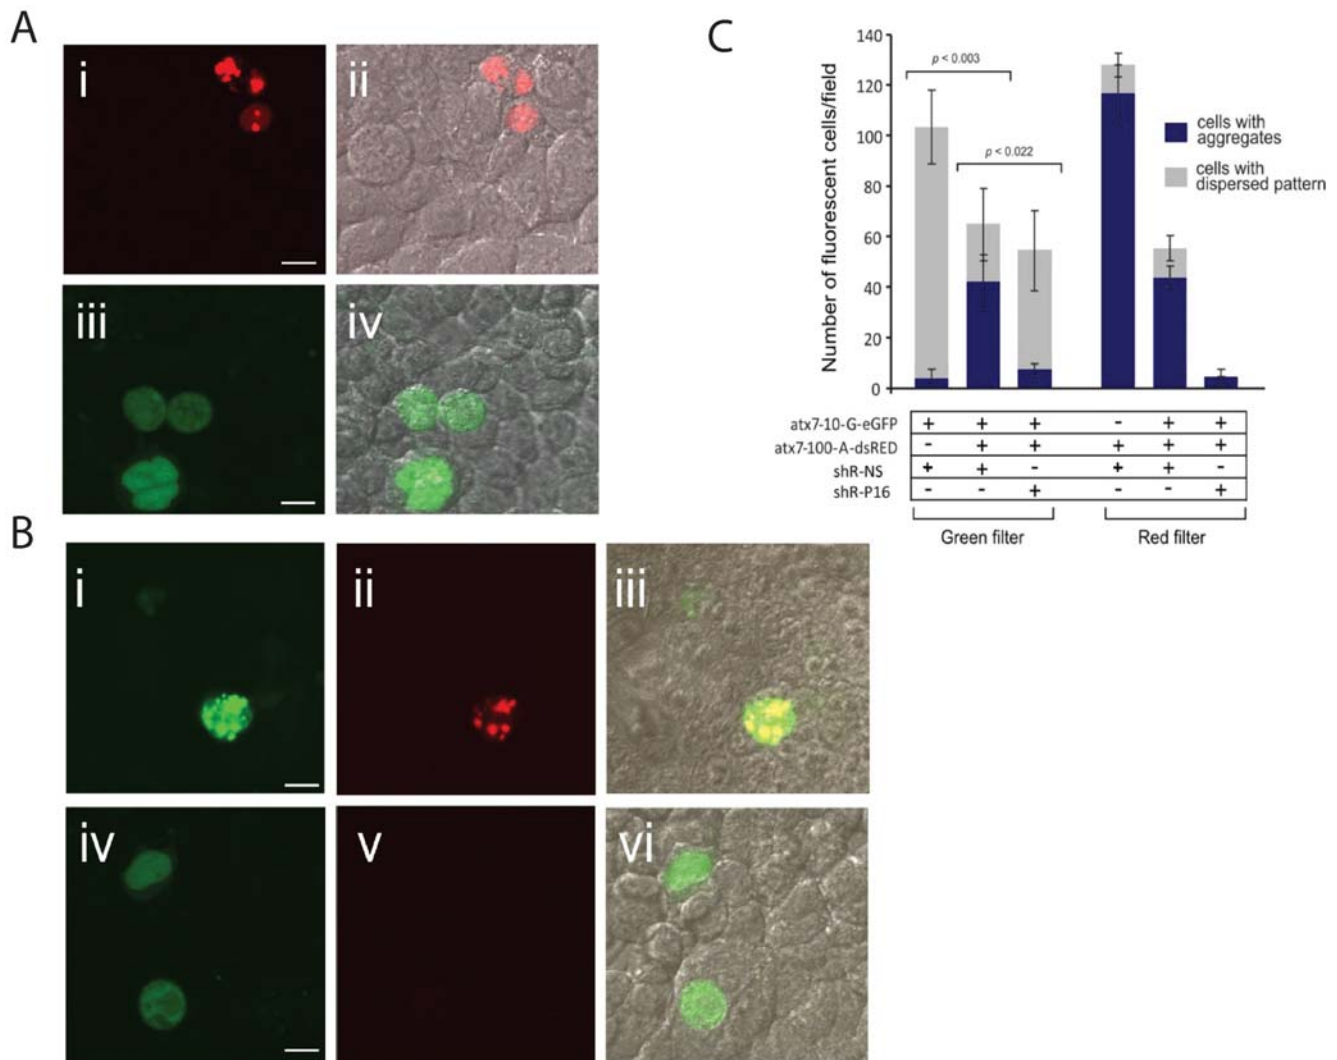 A
i
ii
iii
iv
B
i
ii
iii
iv
v
vi
C
140
120
100
80
60
40
20
0
Number of fluorescent cells/field
p < 0.003
p < 0.022
cells with
aggregates
cells with
dispersed pattern
atx7-10-G-eGFP + + + - + +
atx7-100-A-dsRED - + + + + +
shR-NS + + - + + -
shR-P16 - - + - - +
Green filter Red filter